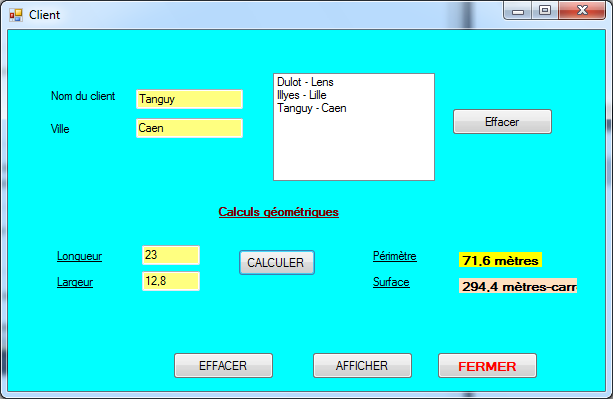 Client
Nom du client
Tanguy
Ville
Caen
Dulot - Lens
Illyes - Lille
Tanguy - Caen
Effacer
Calculs géométriques
Longueur
23
Largeur
12,8
CALCULER
Périmètre
71,6 mètres
Surface
294,4 mètres-carr
EFFACER
AFFICHER
FERMER